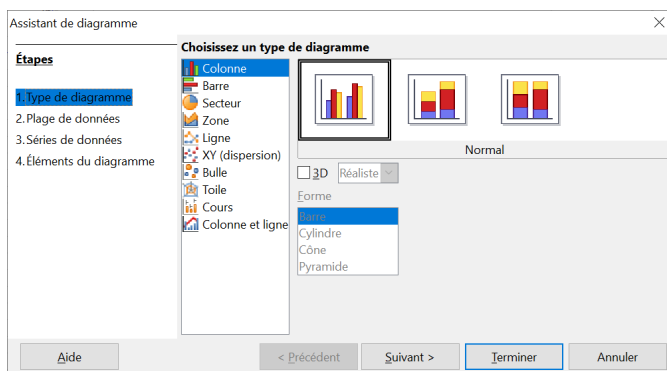 Assistant de diagramme
Étapes
1.Type de diagramme
2.Plage de données
3.Séries de données
4.Éléments du diagramme
Choisissez un type de diagramme
Colonne
Barre
Secteur
Zone
Ligne
XY (dispersion)
Bulle
Toile
Cours
Colonne et ligne
Normal
3D Réaliste
Forme
Barre
Cylindre
Cône
Pyramide
Aide
< Précédent
Suivant >
Terminer
Annuler